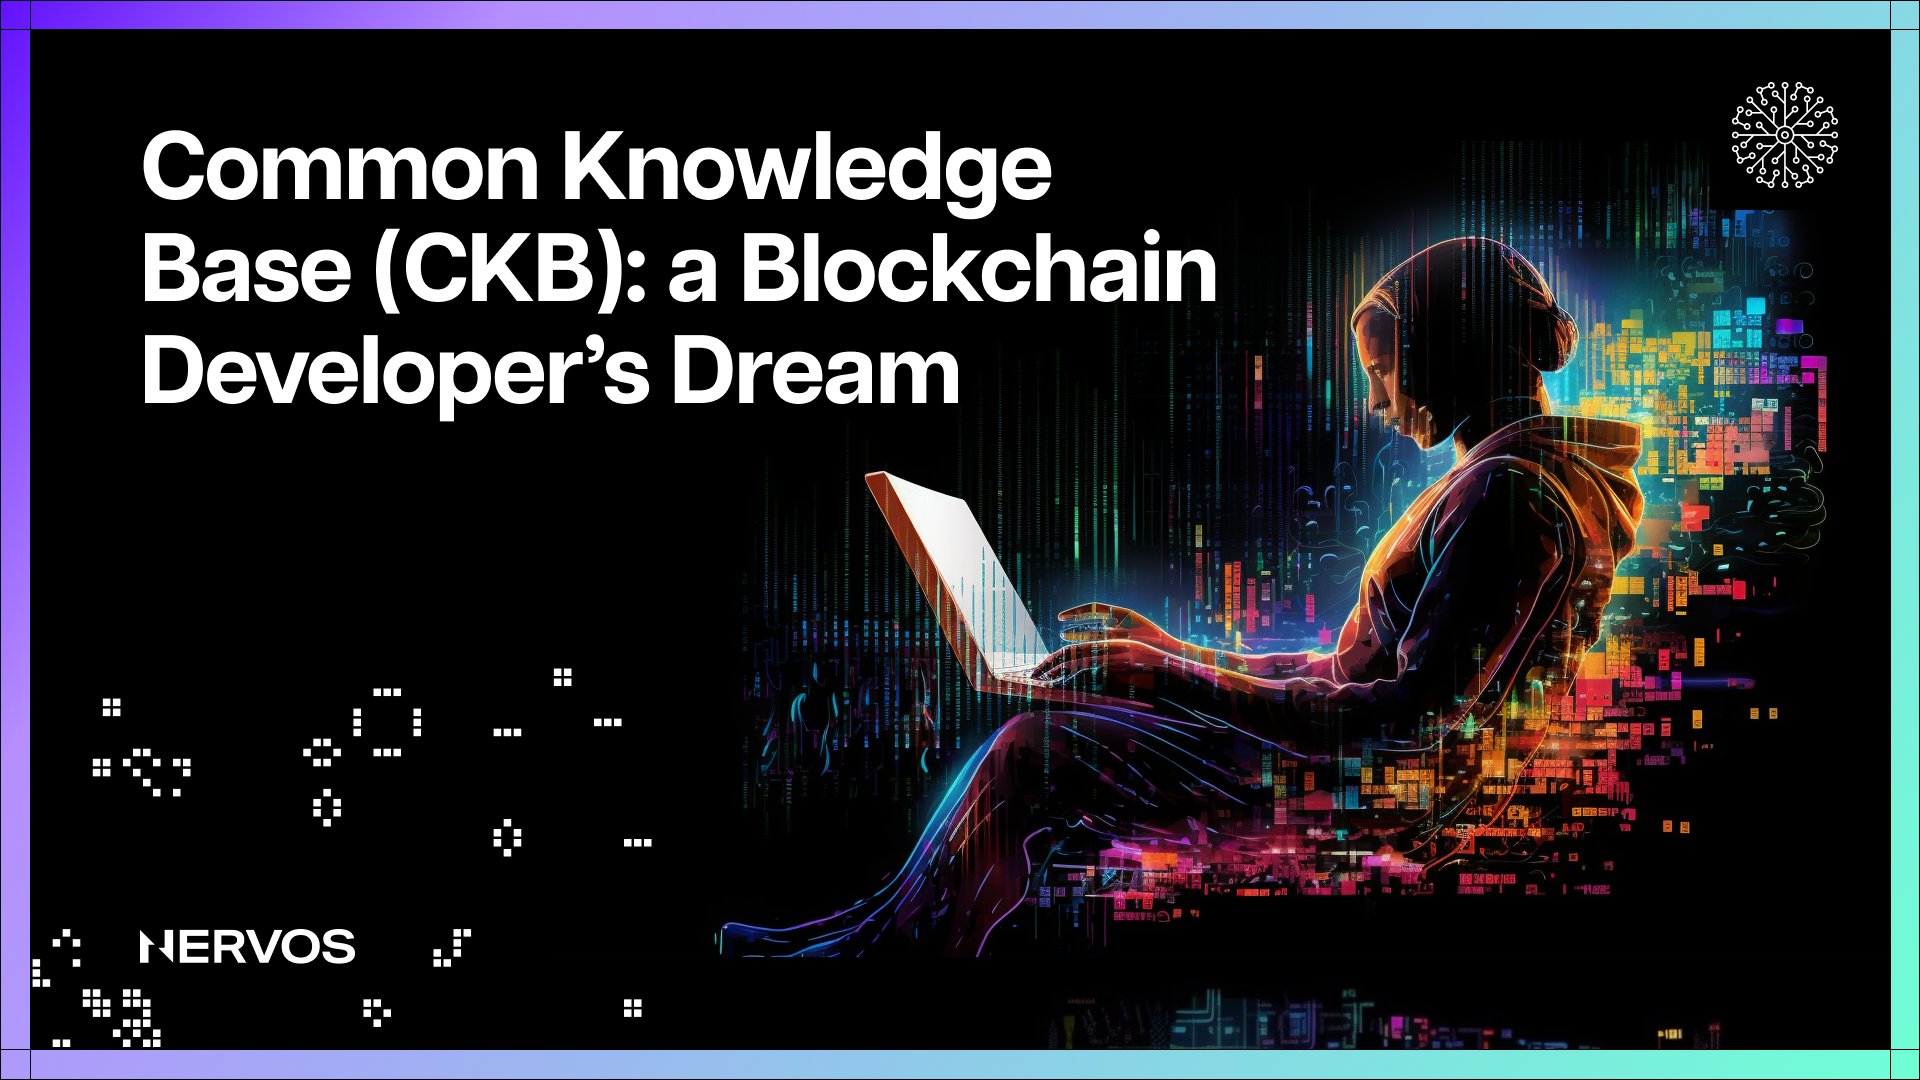 Common Knowledge
Base (CKB): a Blockchain
Developer’s Dream
NERVOS